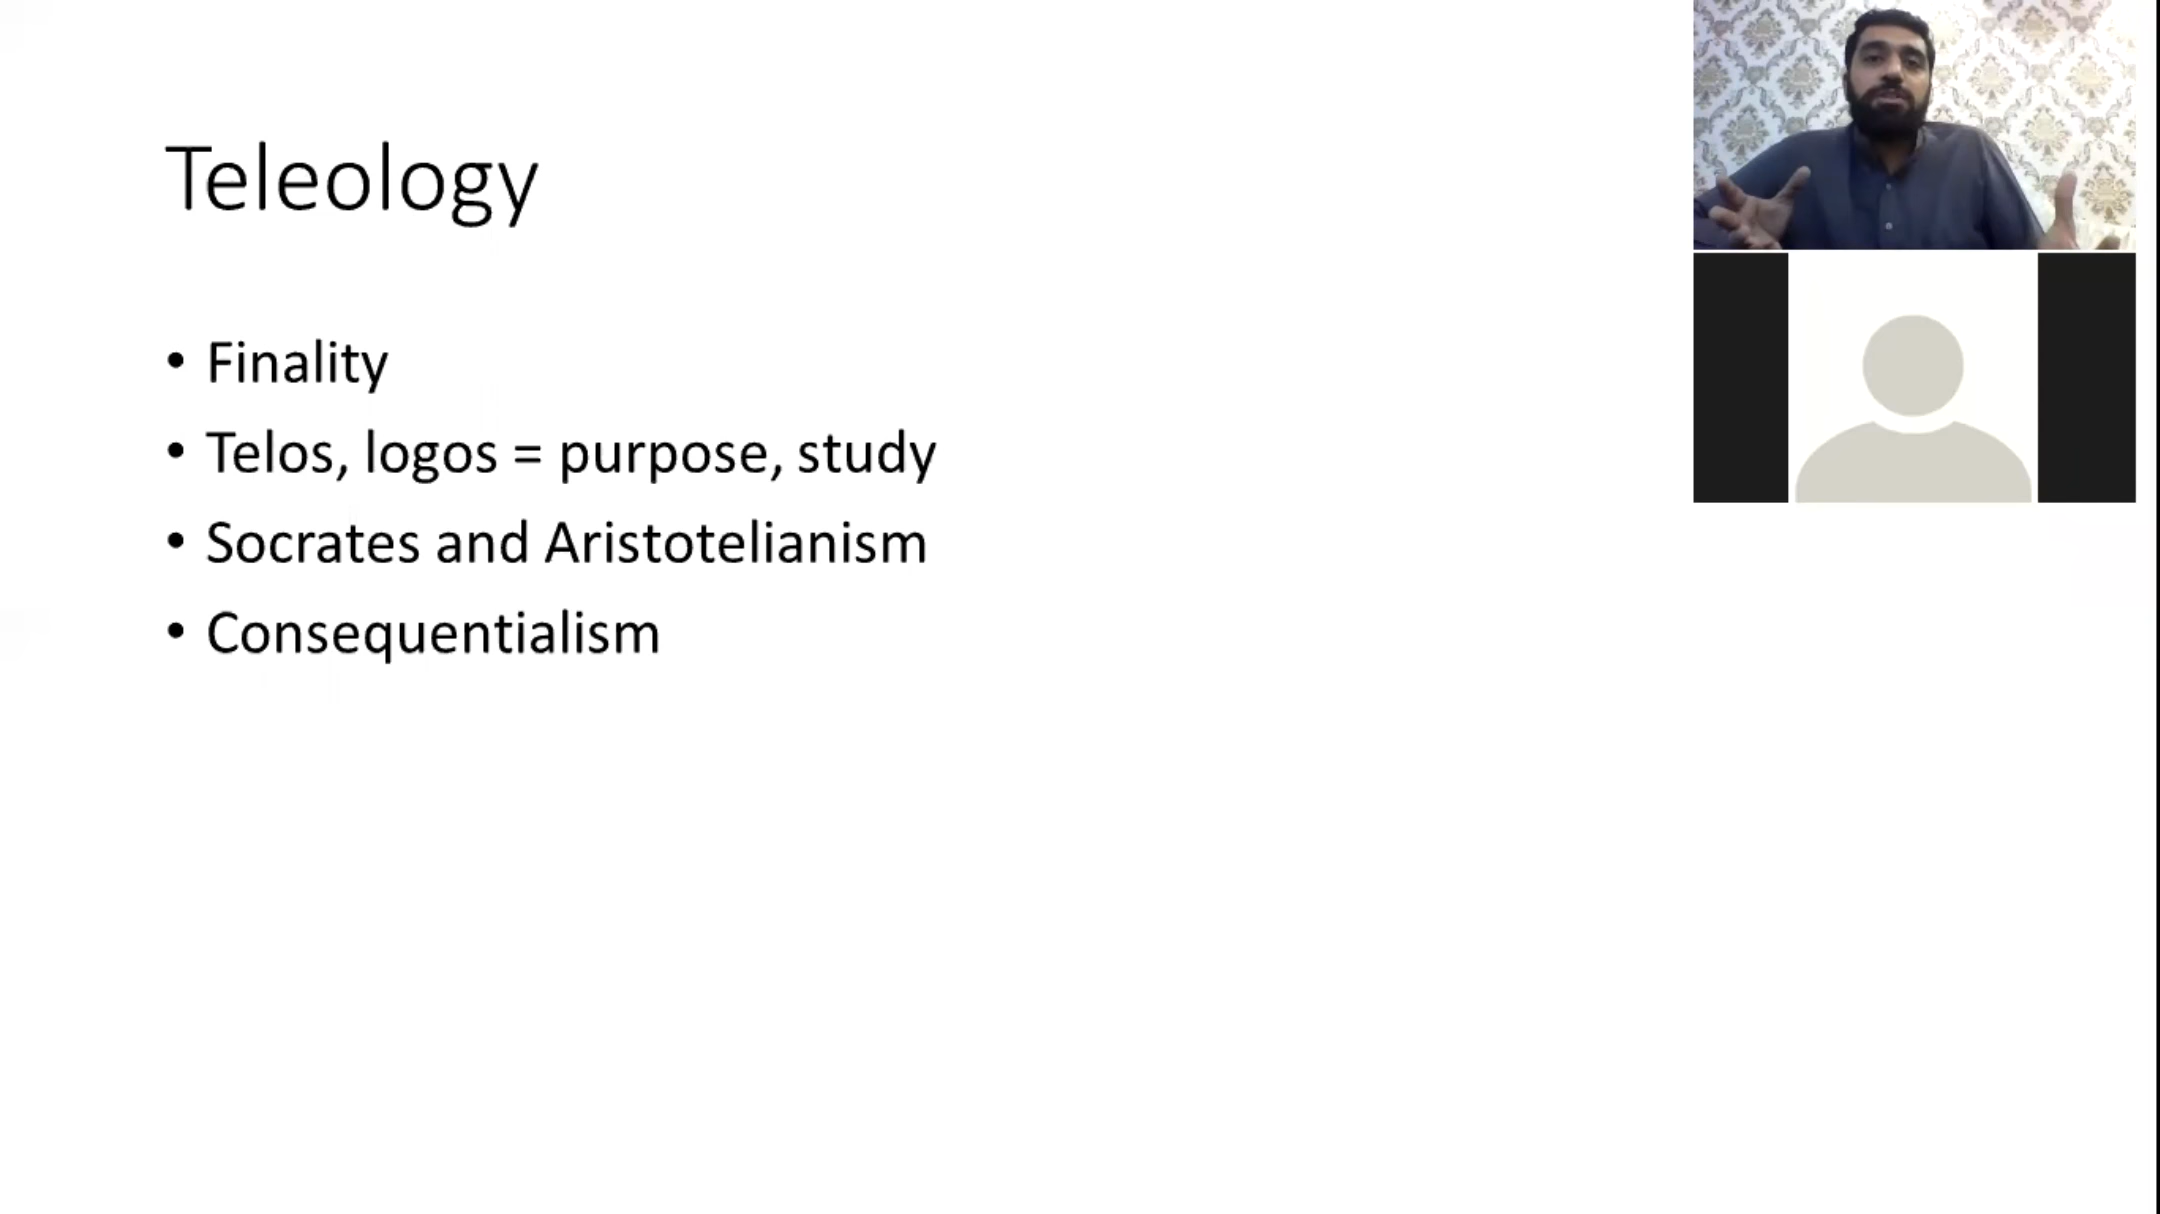 Teleology
• Finality
• Telos, logos = purpose, study
• Socrates and Aristotelianism
• Consequentialism